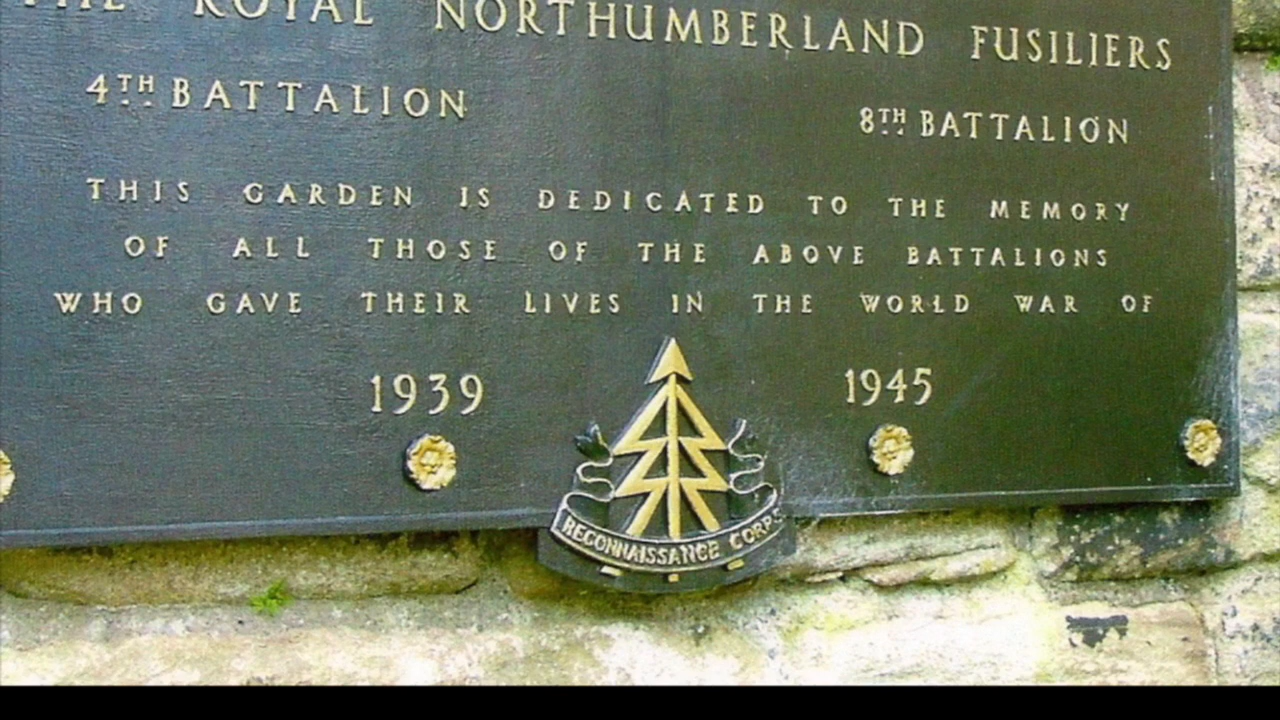 THE ROYAL NORTHUMBERLAND FUSILIERS
4TH BATTALION 8TH BATTALION
THIS GARDEN IS DEDICATED TO THE MEMORY
OF ALL THOSE OF THE ABOVE BATTALIONS
WHO GAVE THEIR LIVES IN THE WORLD WAR OF
1939 1945
RECONNAISSANCE CORPS